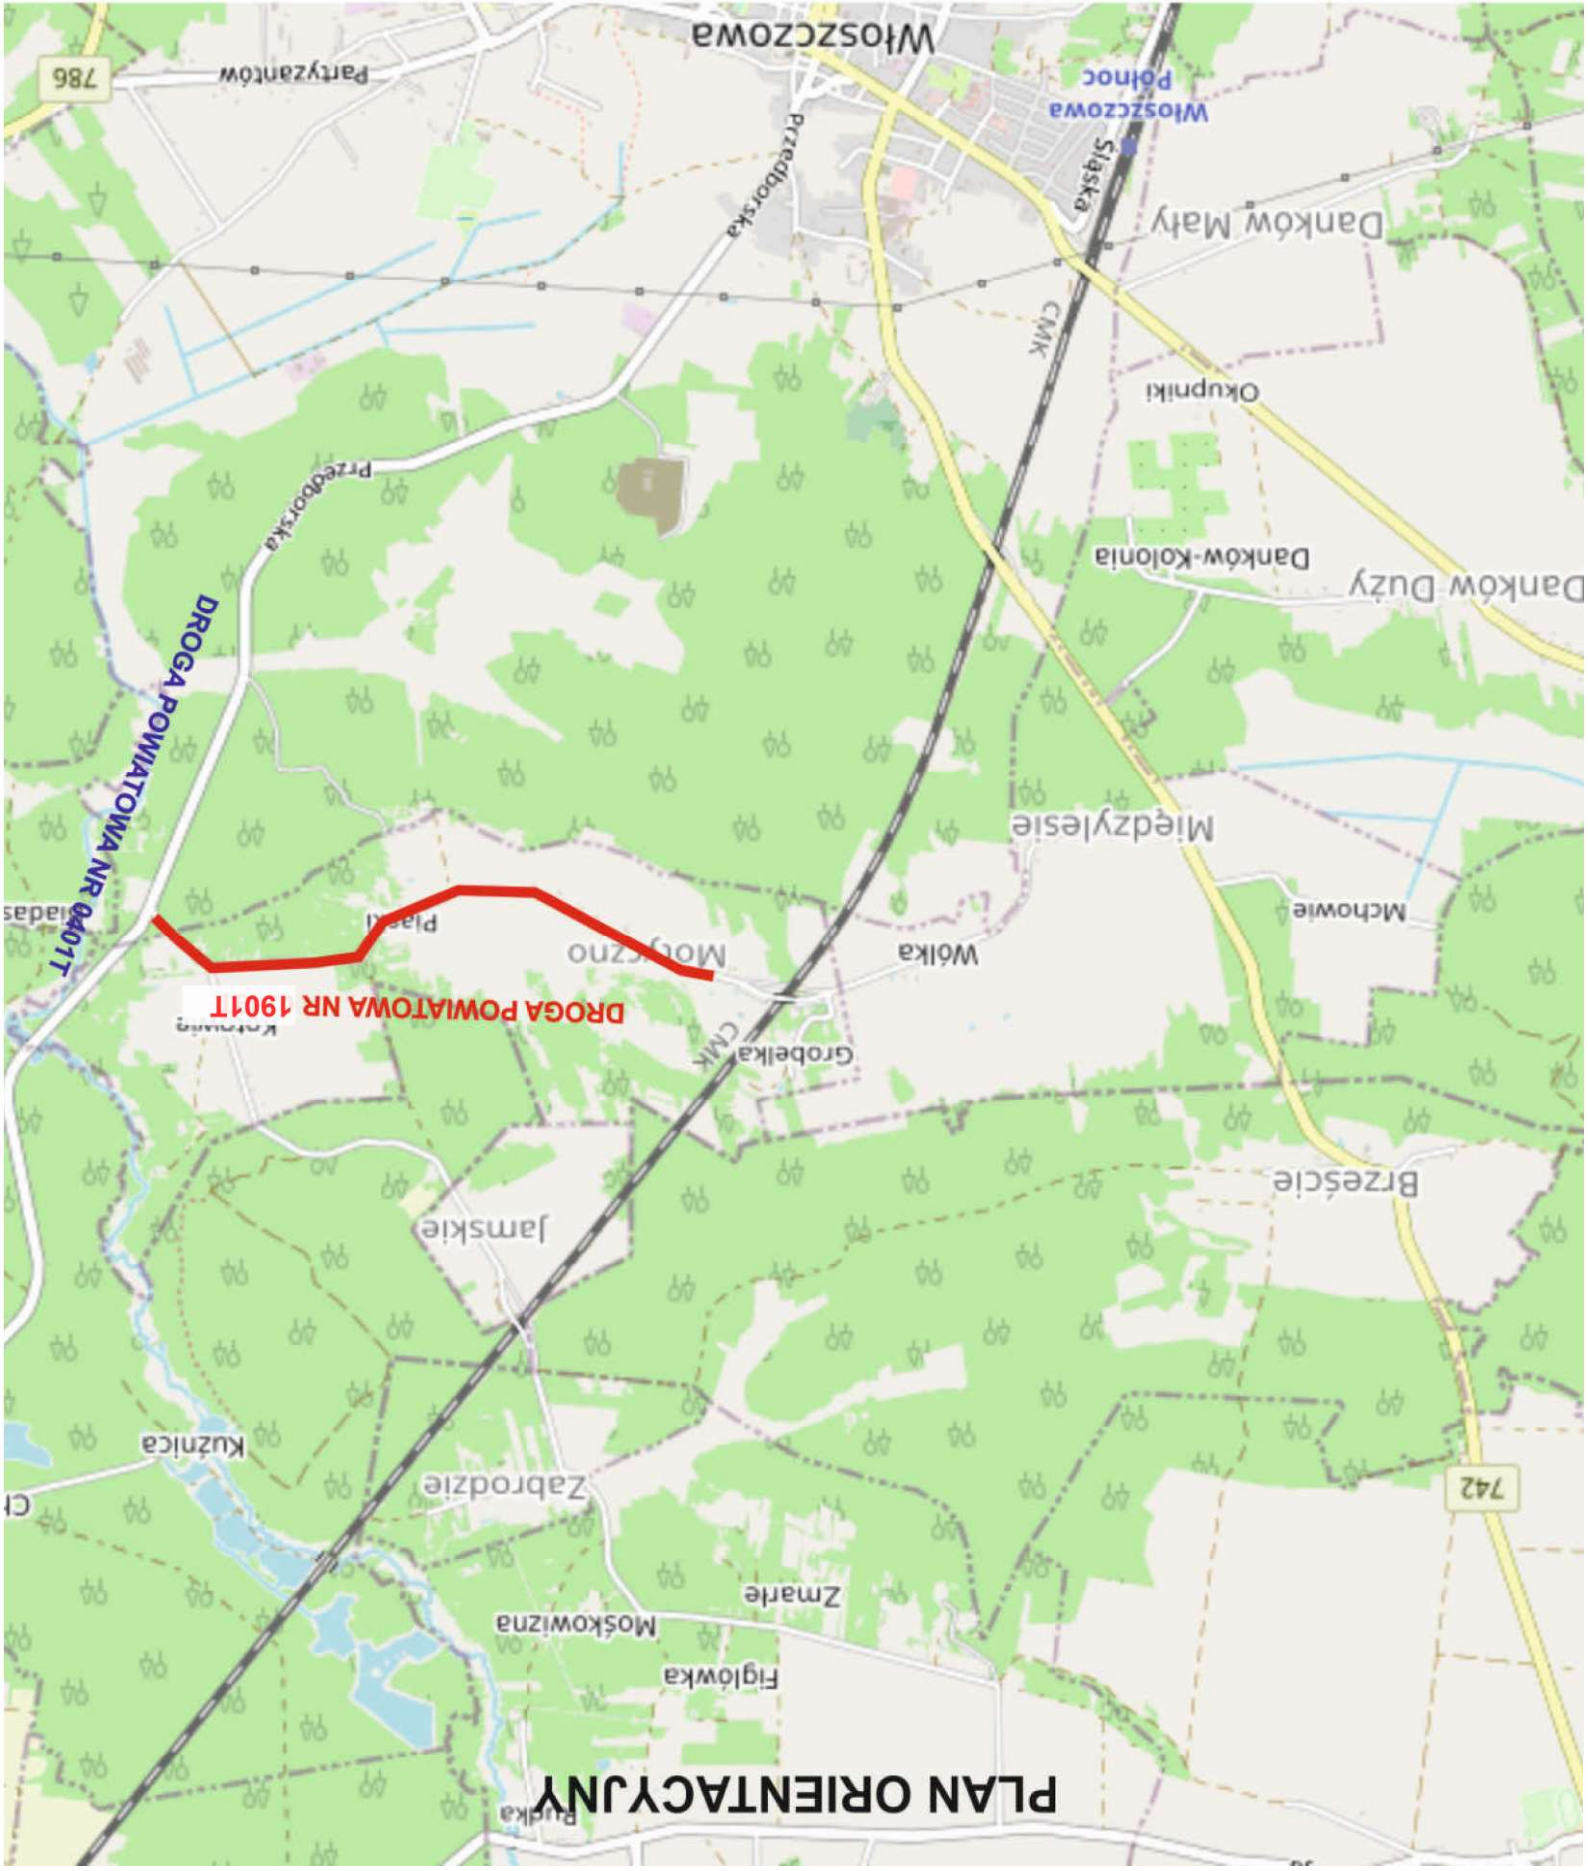 Rudka
PLAN ORIENTACYJNY
Figlówka
Mośkowizna
Zmarłe
742
Zabrodzie
Kuźnica
Jamskie
Brzeście
Grobelka
CMK
Kotowie
DROGA POWIATOWA NR 1901T
Wólka
Motyczno
Piaski
Mchowie
DROGA POWIATOWA NR 0401T
Międzylesie
Danków Duży
Danków-Kolonia
Przedborska
Okupniki
CMK
Danków Mały
Śląska
Przedborska
Włoszczowa
Północ
Partyzantów
786
Włoszczowa